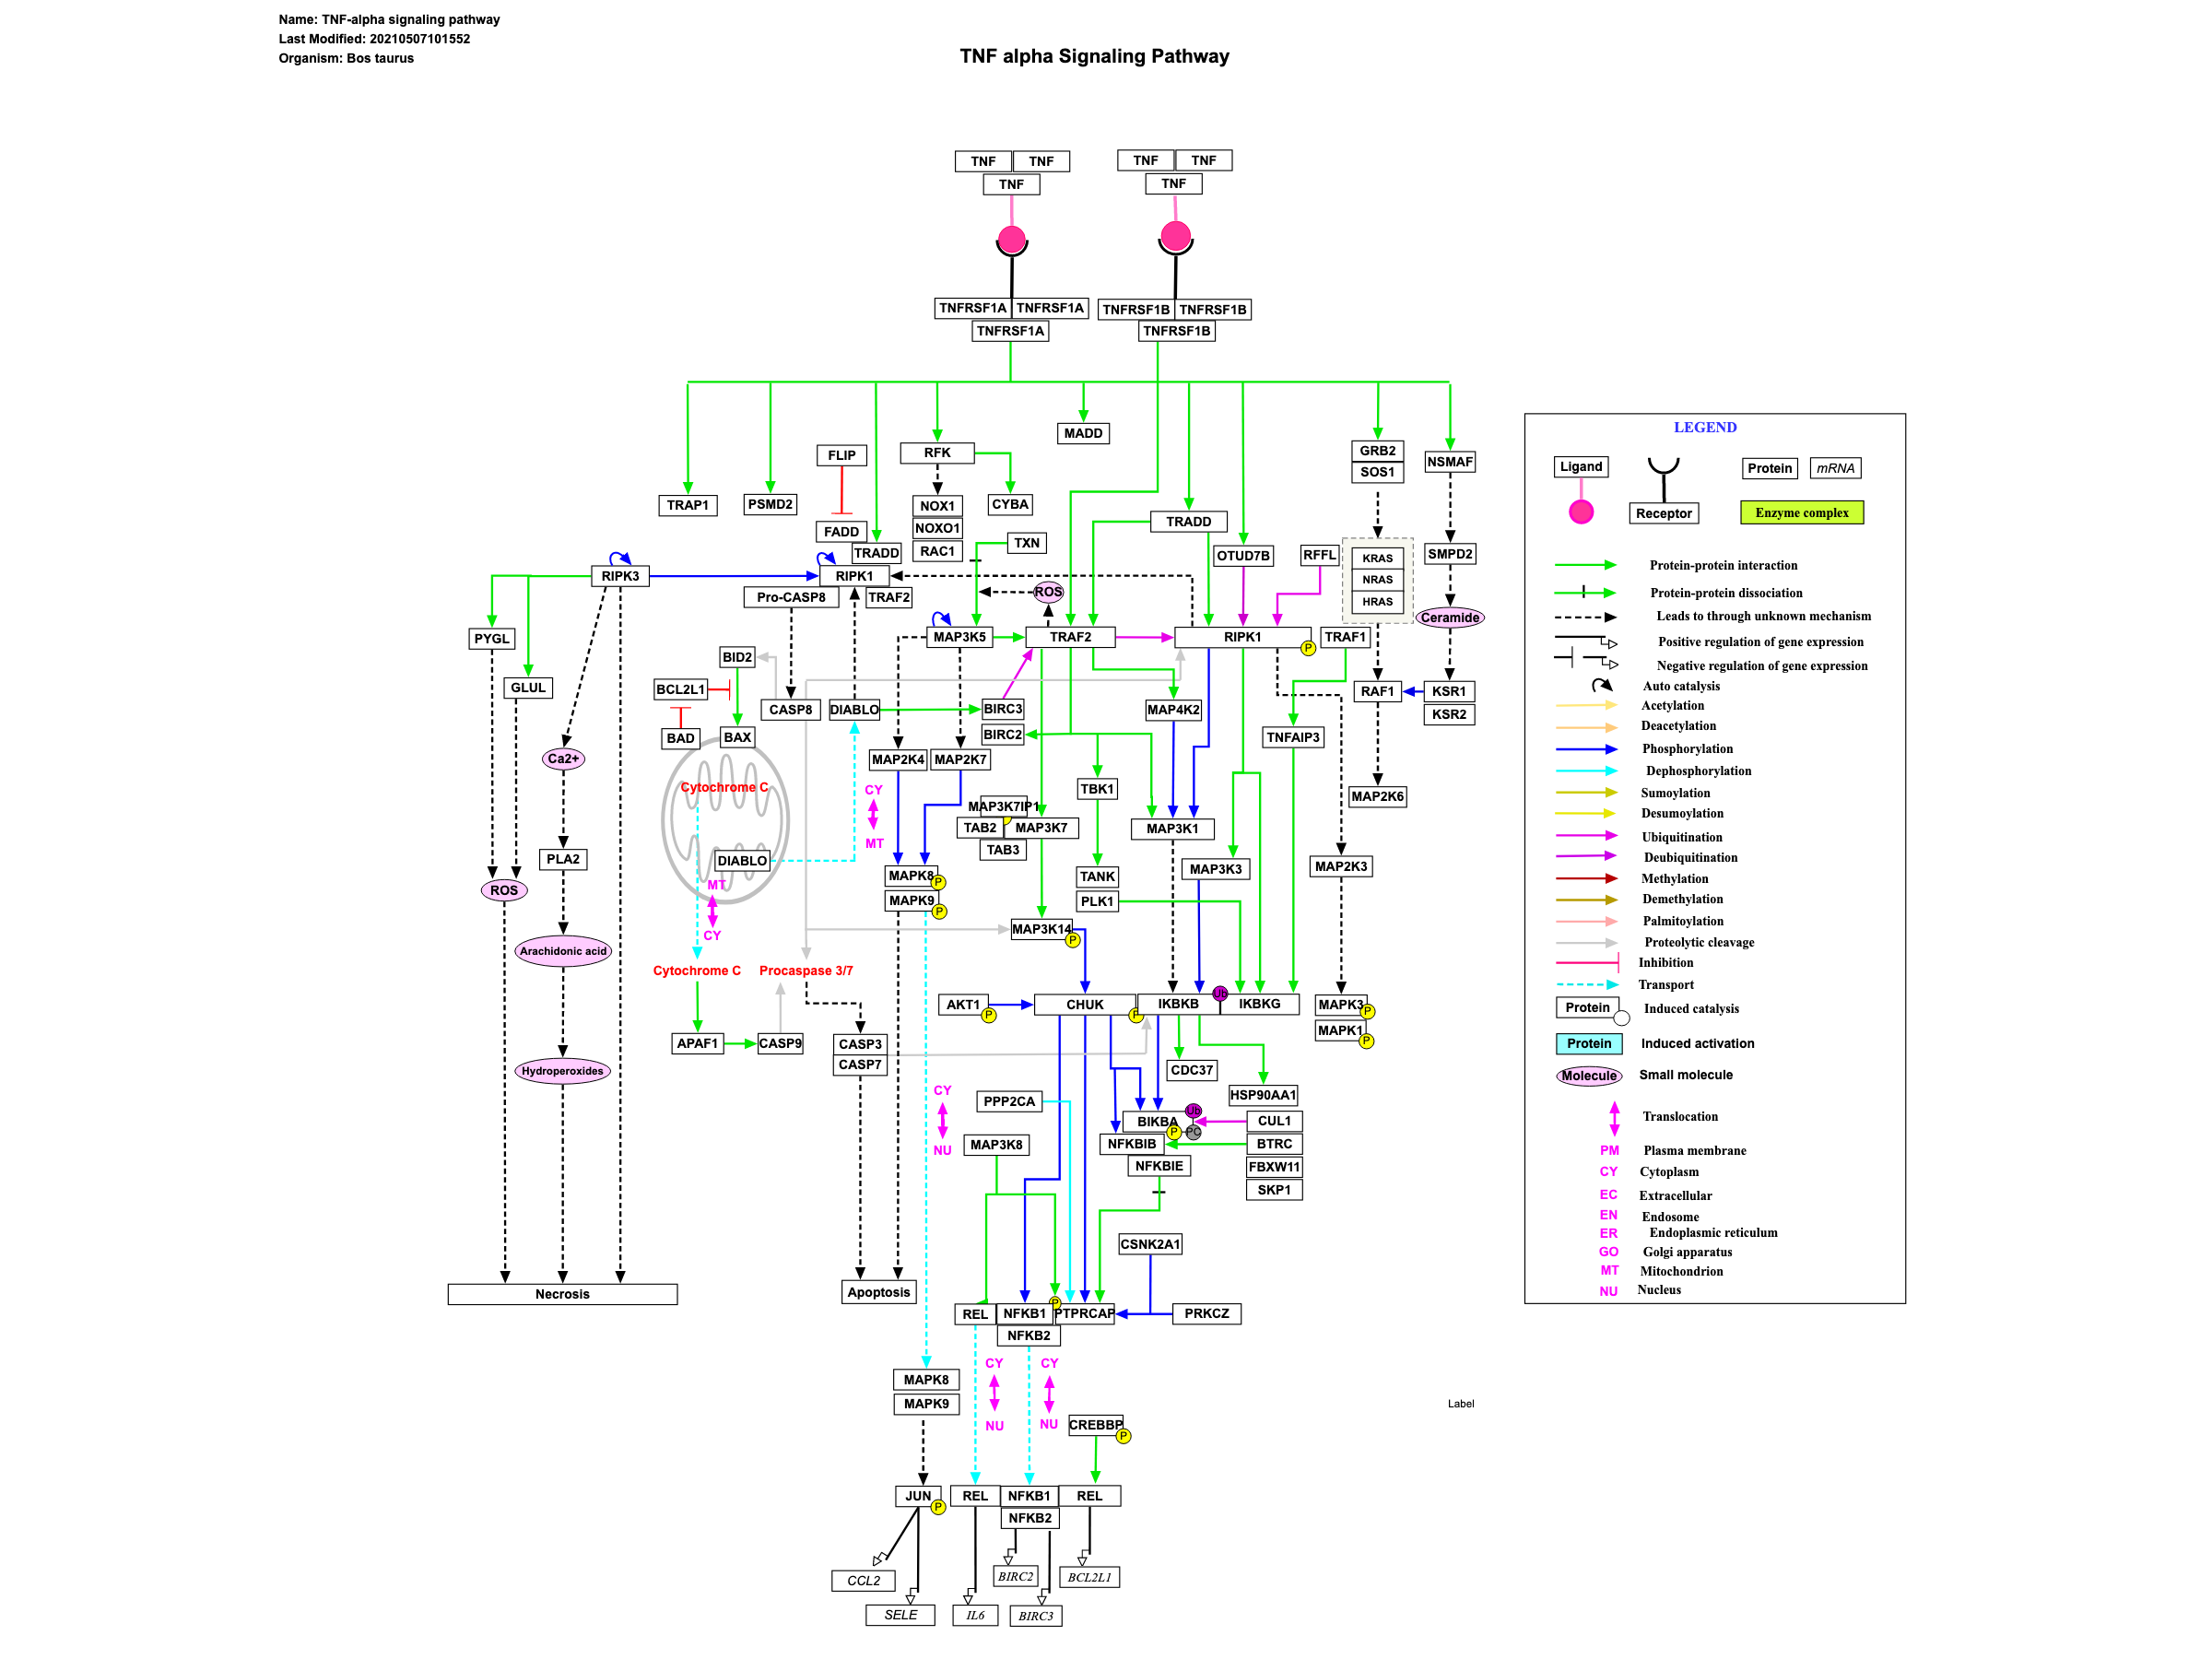 Name: TNF-alpha signaling pathway
Last Modified: 20210507101552
Organism: Bos taurus
TNF alpha Signaling Pathway
TNF TNF
TNF
TNF TNF
TNF
TNFRSF1A TNFRSF1A
TNFRSF1A
TNFRSF1B TNFRSF1B
TNFRSF1B
MADD
FLIP
RFK
GRB2
SOS1
NSMAF
TRAP1
PSMD2
NOX1
CYBA
NOXO1
RAC1
FADD
TRADD
TRADD
TXN
OTUD7B
RFFL
KRAS
NRAS
HRAS
SMPD2
RIPK3
RIPK1
Pro-CASP8
TRAF2
ROS
Ceramide
PYGL
MAP3K5
TRAF2
RIPK1
P
TRAF1
BID2
GLUL
BCL2L1
CASP8
DIABLO
BIRC3
MAP4K2
RAF1
KSR1
KSR2
BAD
BAX
BIRC2
TNFAIP3
Ca2+
MAP2K4
MAP2K7
Cytochrome C
CY
MT
TBK1
MAP2K6
MAP3K7IP1
TAB2
MAP3K7
TAB3
MAP3K1
PLA2
DIABLO
MAPK8
P
MAPK9
P
TANK
PLK1
MAP3K3
MAP2K3
ROS
MT
CY
MAP3K14
P
Arachidonic acid
Cytochrome C
Procaspase 3/7
AKT1
P
CHUK
P
IKBKB
Ub
IKBKG
MAPK3
P
MAPK1
P
APAF1
CASP9
CASP3
CASP7
Hydroperoxides
CDC37
HSP90AA1
CY
NU
PPP2CA
BIKBA
Ub
P
PC
CUL1
MAP3K8
NFKBIB
BTRC
NFKBIE
FBXW11
SKP1
CSNK2A1
Necrosis
Apoptosis
REL
NFKB1
P
PTPRCAP
PRKCZ
NFKB2
CY
NU
CY
NU
MAPK8
MAPK9
Label
CREBBP
P
JUN
P
REL
NFKB1
REL
NFKB2
CCL2
BIRC2
BCL2L1
SELE
IL6
BIRC3
LEGEND
Ligand
Protein
mRNA
Receptor
Enzyme complex
Protein-protein interaction
Protein-protein dissociation
Leads to through unknown mechanism
Positive regulation of gene expression
Negative regulation of gene expression
Auto catalysis
Acetylation
Deacetylation
Phosphorylation
Dephosphorylation
Sumoylation
Desumoylation
Ubiquitination
Deubiquitination
Methylation
Demethylation
Palmitoylation
Proteolytic cleavage
Inhibition
Transport
Protein Induced catalysis
Protein Induced activation
Molecule Small molecule
Translocation
PM Plasma membrane
CY Cytoplasm
EC Extracellular
EN Endosome
ER Endoplasmic reticulum
GO Golgi apparatus
MT Mitochondrion
NU Nucleus